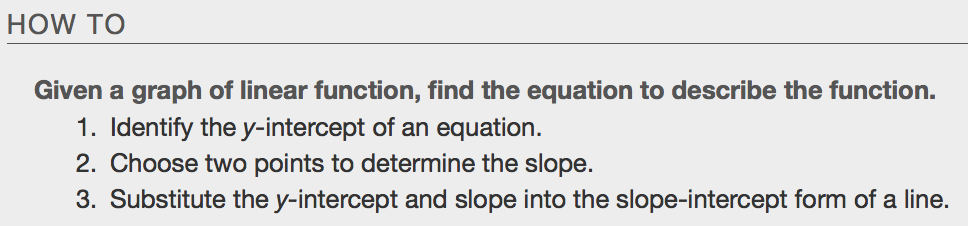 HOW TO
Given a graph of linear function, find the equation to describe the function.
1. Identify the y-intercept of an equation.
2. Choose two points to determine the slope.
3. Substitute the y-intercept and slope into the slope-intercept form of a line.